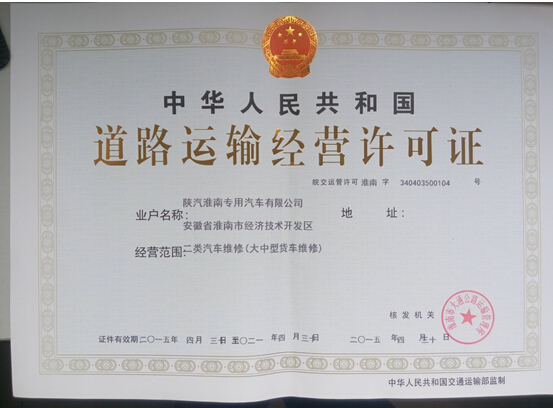 中华人民共和国
道路运输经营许可证
皖交运管许可 淮南 字 340403500104 号
陕汽淮南专用汽车有限公司
业户名称: 地 址:
安徽省淮南市经济技术开发区
经营范围: 二类汽车维修(大中型货车维修)
核发机关
证件有效期二〇一五年 四月 三十日至二〇二一 年四月三十 二〇一五 年 四 月 三十 日
中华人民共和国交通运输部监制